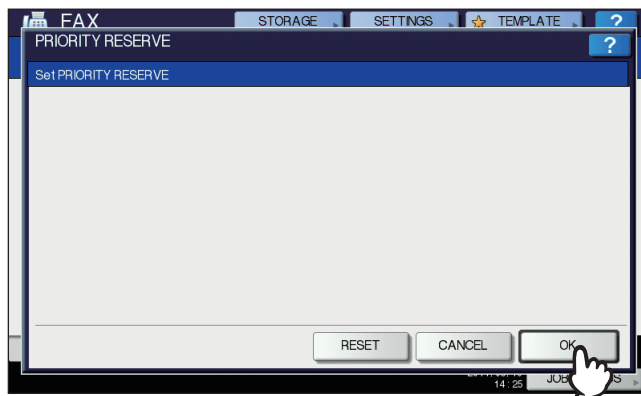 FAX
STORAGE
SETTINGS
TEMPLATE
?
PRIORITY RESERVE
?
Set PRIORITY RESERVE
RESET
CANCEL
OK
14 : 25